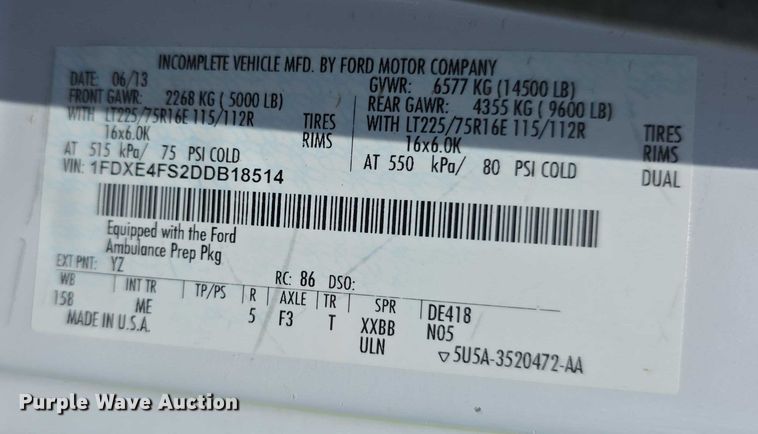 INCOMPLETE VEHICLE MFD. BY FORD MOTOR COMPANY
DATE: 06/13 GVWR: 6577 KG (14500 LB)
FRONT GAWR: 2268 KG ( 5000 LB) REAR GAWR: 4355 KG ( 9600 LB)
WITH LT225/75R16E 115/112R TIRES WITH LT225/75R16E 115/112R TIRES
16x6.0K RIMS 16x6.0K RIMS
AT 515 kPa/ 75 PSI COLD AT 550 kPa/ 80 PSI COLD DUAL
VIN: 1FDXE4FS2DDB18514
Equipped with the Ford
Ambulance Prep Pkg
EXT PNT: YZ RC: 86 DSO:
WB INT TR TP/PS R AXLE TR SPR DE418
158 ME 5 F3 T XXBB N05
MADE IN U.S.A. ULN ▽5U5A-3520472-AA
Purple Wave Auction